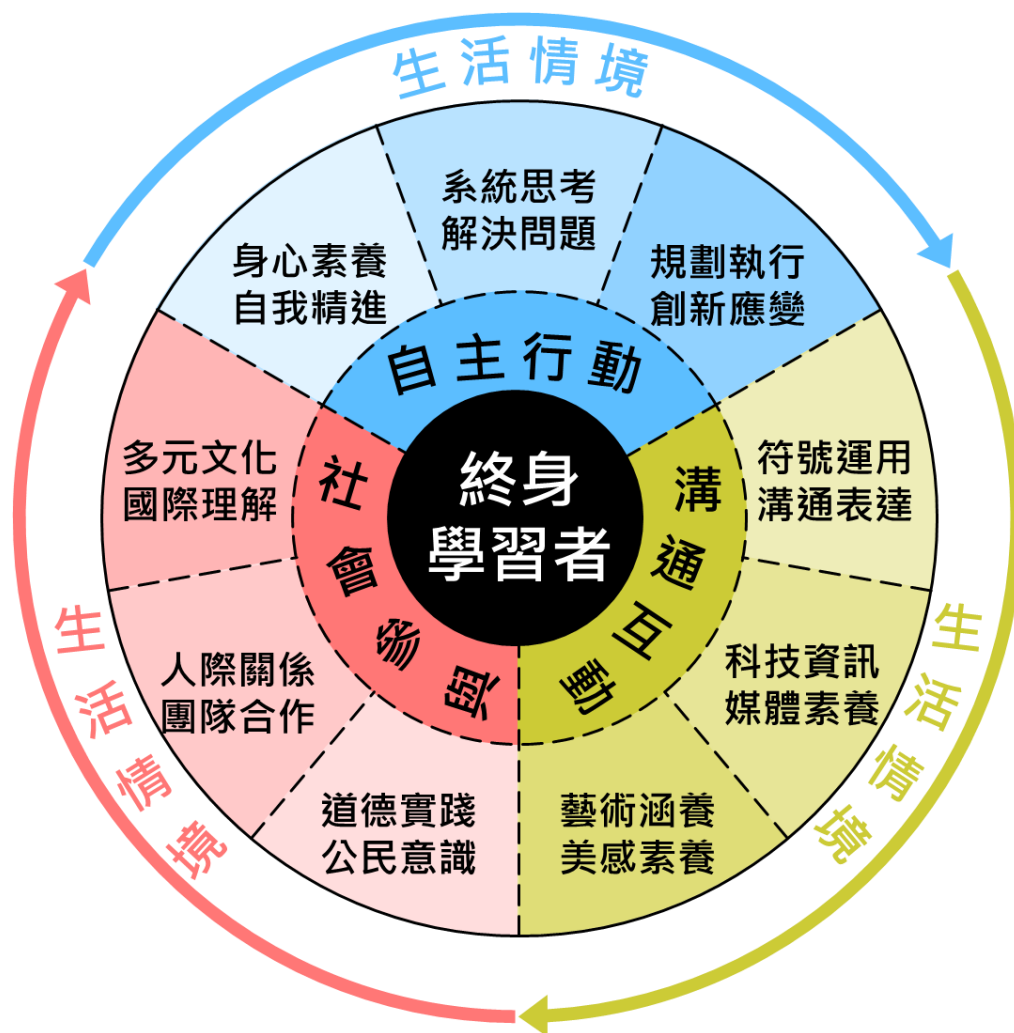 生活情境
系統思考
解決問題
身心素養
自我精進
規劃執行
創新應變
自主行動
終身
學習者
溝通互動
符號運用
溝通表達
科技資訊
媒體素養
藝術涵養
美感素養
生活情境
社會參與
道德實踐
公民意識
人際關係
團隊合作
多元文化
國際理解
生活情境